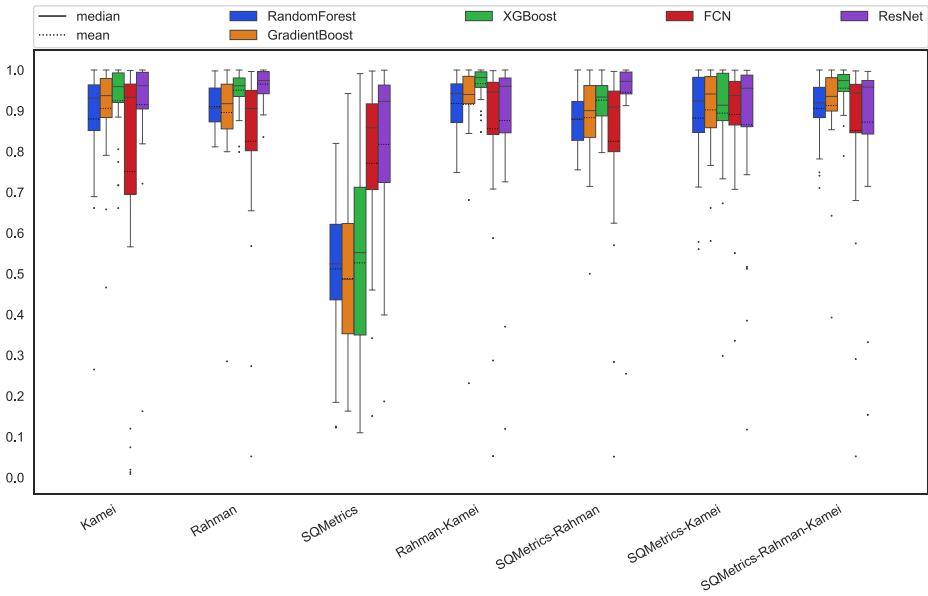 median RandomForest XGBoost FCN ResNet
mean GradientBoost
1.0
0.9
0.8
0.7
0.6
0.5
0.4
0.3
0.2
0.1
0.0
Kamei
Rahman
SQMetrics
Rahman-Kamei
SQMetrics-Rahman
SQMetrics-Kamei
SQMetrics-Rahman-Kamei